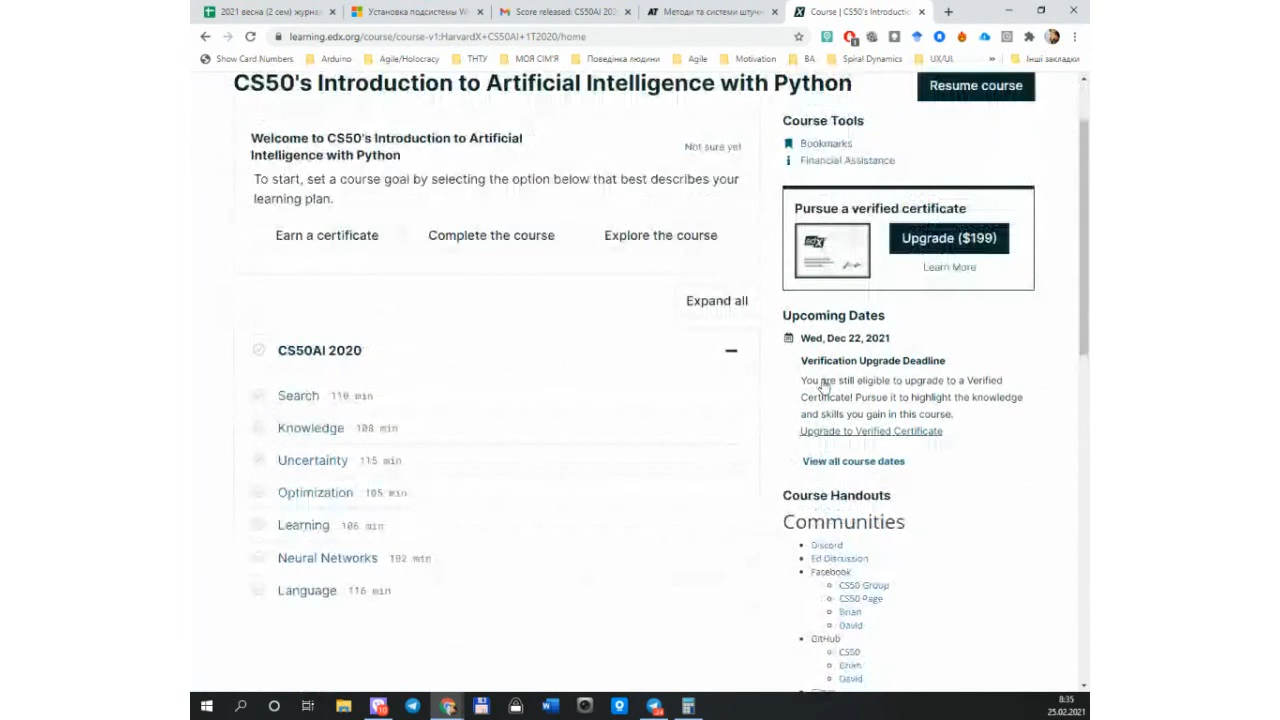 2021 весна (2 сем) журна
Установка подсистемы W
Score released: CS50AI 202
Методи та системи штучн
Course | CS50's Introductio
learning.edx.org/course/course-v1:HarvardX+CS50AI+1T2020/home
Show Card Numbers
Arduino
Agile/Holocracy
ТНТУ
МОЯ СІМ'Я
Поведінка людини
Agile
Motivation
BA
Spiral Dynamics
UX/UI
»
Інші закладки
CS50's Introduction to Artificial Intelligence with Python
Resume course
Welcome to CS50's Introduction to Artificial
Intelligence with Python
Not sure yet
To start, set a course goal by selecting the option below that best describes your
learning plan.
Earn a certificate
Complete the course
Explore the course
Expand all
CS50AI 2020
Search 110 min
Knowledge 108 min
Uncertainty 115 min
Optimization 105 min
Learning 106 min
Neural Networks 102 min
Language 116 min
Course Tools
Bookmarks
Financial Assistance
Pursue a verified certificate
edX
Upgrade ($199)
Learn More
Upcoming Dates
Wed, Dec 22, 2021
Verification Upgrade Deadline
You are still eligible to upgrade to a Verified
Certificate! Pursue it to highlight the knowledge
and skills you gain in this course.
Upgrade to Verified Certificate
View all course dates
Course Handouts
Communities
Discord
Ed Discussion
Facebook
CS50 Group
CS50 Page
Brian
David
GitHub
CS50
Brian
David
8:35
25.02.2021